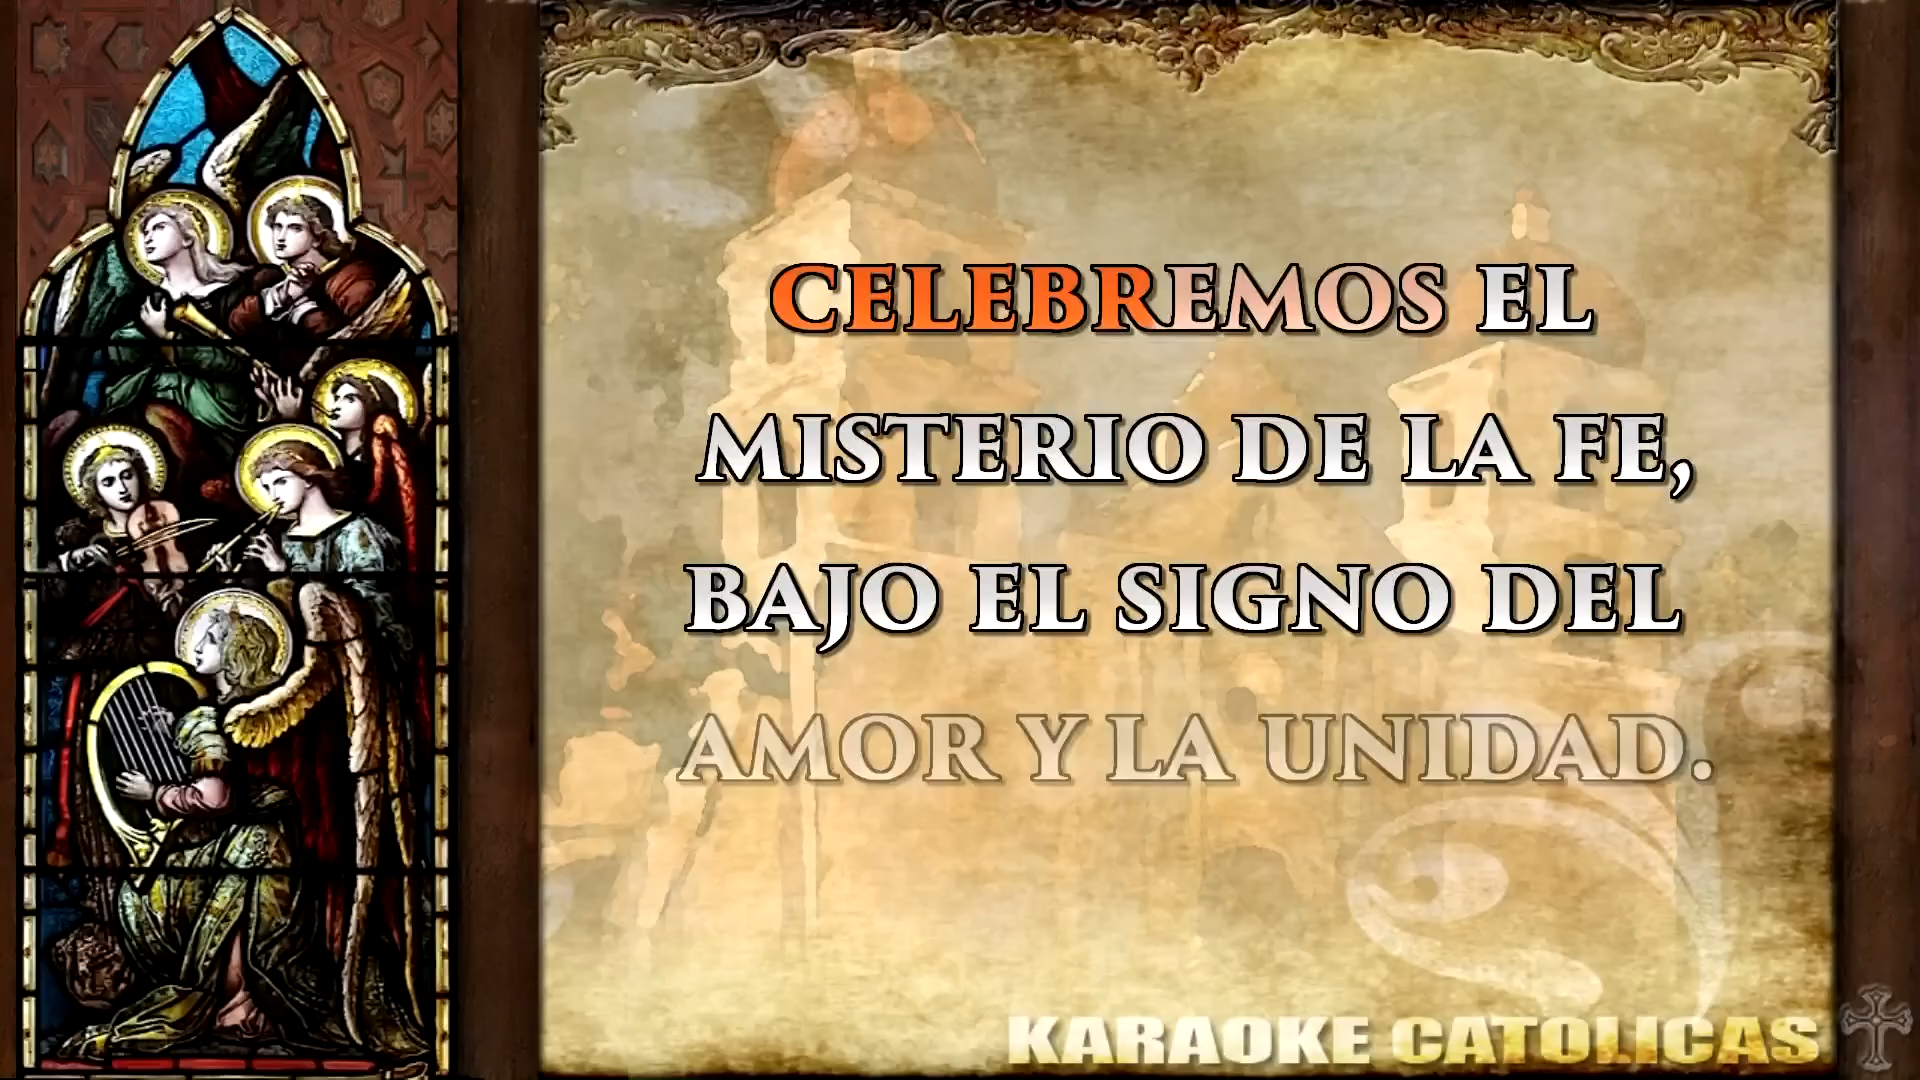 CELEBREMOS EL
MISTERIO DE LA FE,
BAJO EL SIGNO DEL
AMOR Y LA UNIDAD.
KARAOKE CATOLICAS